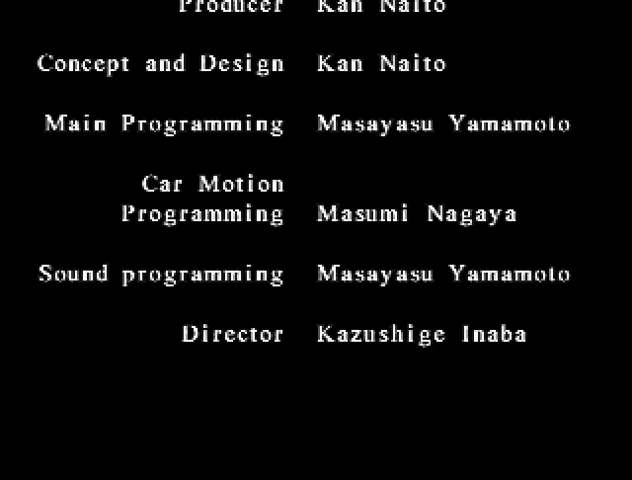 Producer Kan Naito
Concept and Design Kan Naito
Main Programming Masayasu Yamamoto
Car Motion
Programming Masumi Nagaya
Sound programming Masayasu Yamamoto
Director Kazushige Inaba